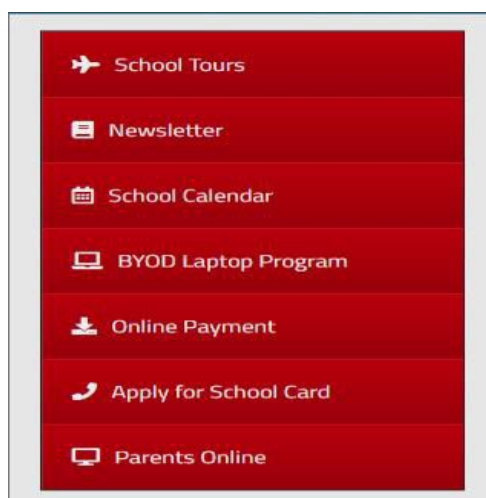 School Tours
Newsletter
School Calendar
BYOD Laptop Program
Online Payment
Apply for School Card
Parents Online